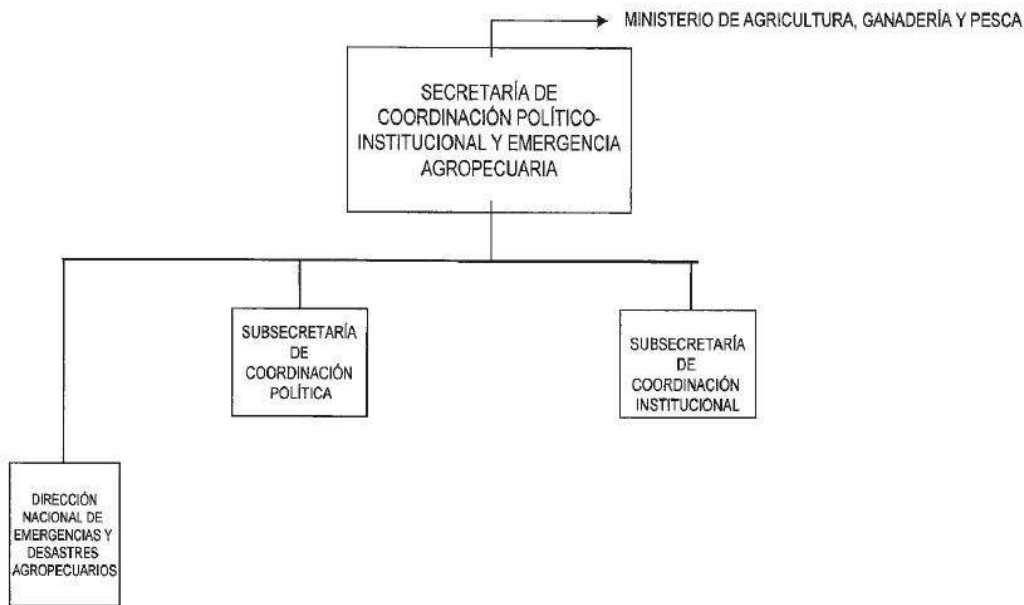 MINISTERIO DE AGRICULTURA, GANADERÍA Y PESCA
SECRETARÍA DE
COORDINACIÓN POLÍTICO-
INSTITUCIONAL Y EMERGENCIA
AGROPECUARIA
SUBSECRETARÍA
DE
COORDINACIÓN
POLÍTICA
SUBSECRETARÍA
DE
COORDINACIÓN
INSTITUCIONAL
DIRECCIÓN
NACIONAL DE
EMERGENCIAS Y
DESASTRES
AGROPECUARIOS